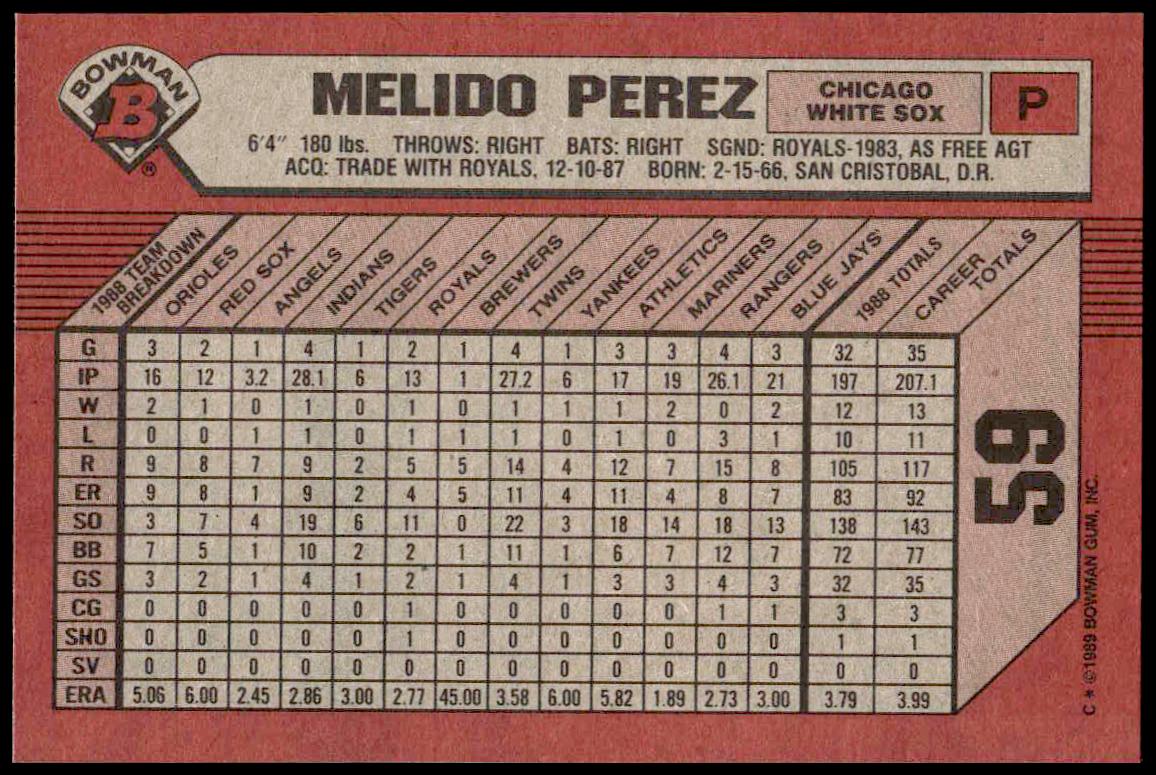 BOWMAN
B
®
MELIDO PEREZ
CHICAGO
WHITE SOX
P
6'4" 180 lbs. THROWS: RIGHT BATS: RIGHT SGND: ROYALS-1983, AS FREE AGT
ACQ: TRADE WITH ROYALS, 12-10-87 BORN: 2-15-66, SAN CRISTOBAL, D.R.
1988 TEAM BREAKDOWN ORIOLES RED SOX ANGELS INDIANS TIGERS ROYALS BREWERS TWINS YANKEES ATHLETICS MARINERS RANGERS BLUE JAYS 1988 TOTALS CAREER TOTALS
G 3 2 1 4 1 2 1 4 1 3 3 4 3 32 35
IP 16 12 3.2 28.1 6 13 1 27.2 6 17 19 26.1 21 197 207.1
W 2 1 0 1 0 1 0 1 1 1 2 0 2 12 13
L 0 0 1 1 0 1 1 1 0 1 0 3 1 10 11
R 9 8 7 9 2 5 5 14 4 12 7 15 8 105 117
ER 9 8 1 9 2 4 5 11 4 11 4 8 7 83 92
SO 3 7 4 19 6 11 0 22 3 18 14 18 13 138 143
BB 7 5 1 10 2 2 1 11 1 6 7 12 7 72 77
GS 3 2 1 4 1 2 1 4 1 3 3 4 3 32 35
CG 0 0 0 0 0 1 0 0 0 0 0 1 1 3 3
SHO 0 0 0 0 0 1 0 0 0 0 0 0 0 1 1
SV 0 0 0 0 0 0 0 0 0 0 0 0 0 0 0
ERA 5.06 6.00 2.45 2.86 3.00 2.77 45.00 3.58 6.00 5.82 1.89 2.73 3.00 3.79 3.99
59
C * ©1989 BOWMAN GUM, INC.